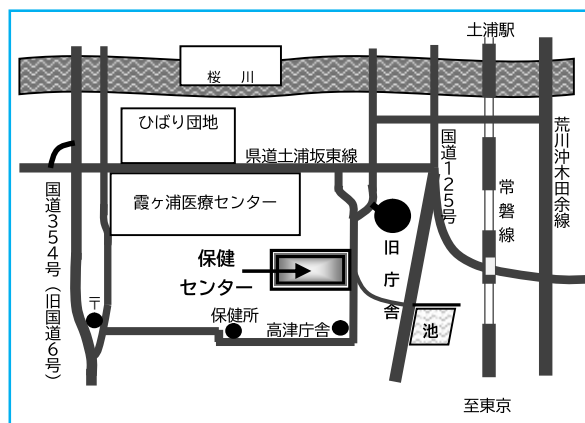 土浦駅
桜 川
ひばり団地
県道土浦坂東線
国道125号
荒川沖木田余線
霞ヶ浦医療センター
常磐線
国道354号(旧国道6号)
保健
センター
旧庁舎
〒
保健所
高津庁舎
池
至東京